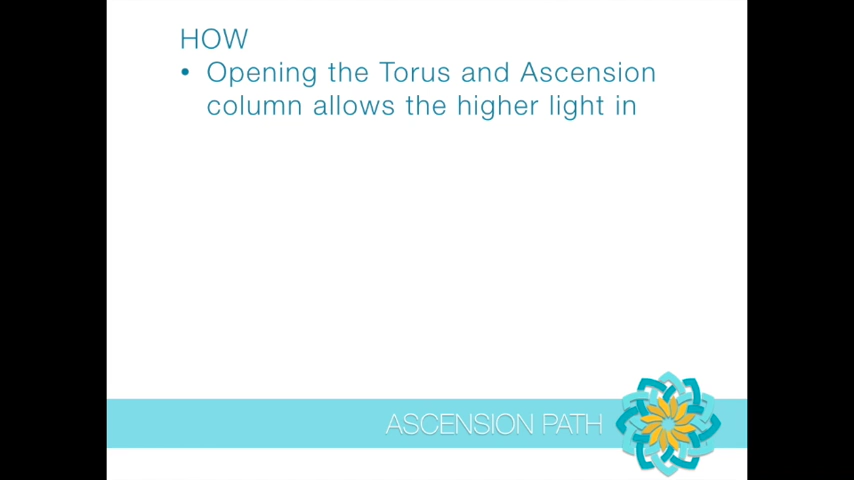 HOW
• Opening the Torus and Ascension
column allows the higher light in
ASCENSION PATH